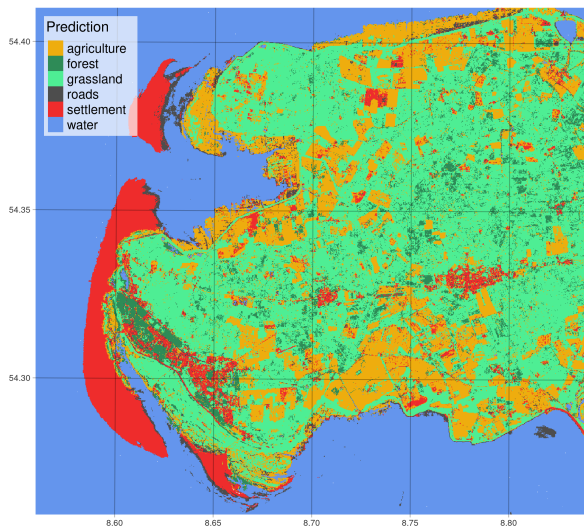 Prediction
agriculture
forest
grassland
roads
settlement
water
54.40
54.35
54.30
8.60
8.65
8.70
8.75
8.80